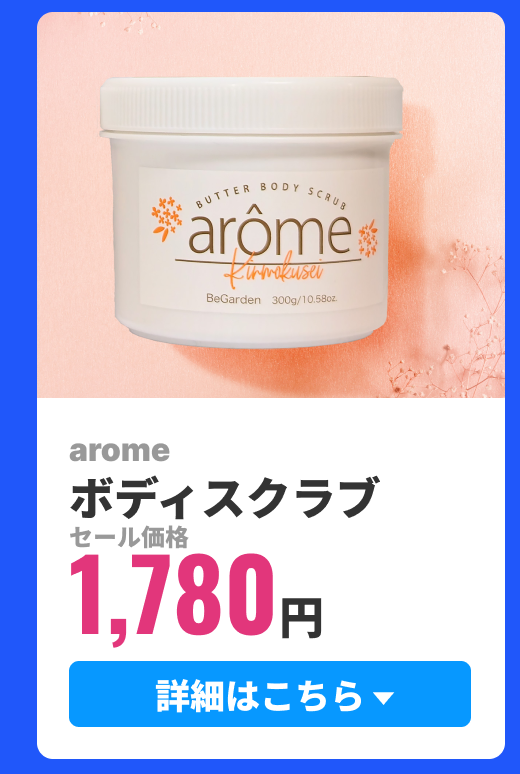 BUTTER BODY SCRUB
arôme
Kinmokusei
BeGarden 300g/10.58oz.
arome
ボディスクラブ
セール価格
1,780円
詳細はこちら